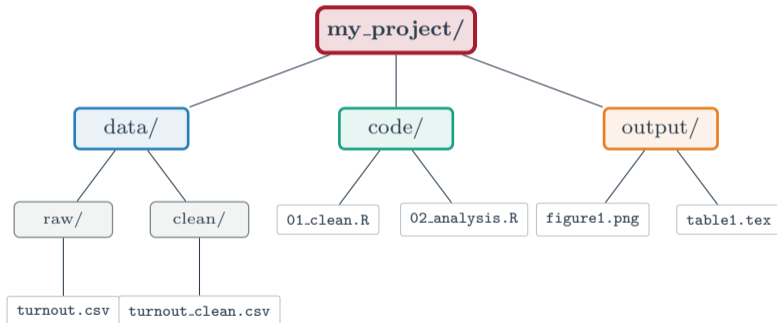 my_project/
data/
code/
output/
raw/
clean/
01_clean.R
02_analysis.R
figure1.png
table1.tex
turnout.csv
turnout_clean.csv